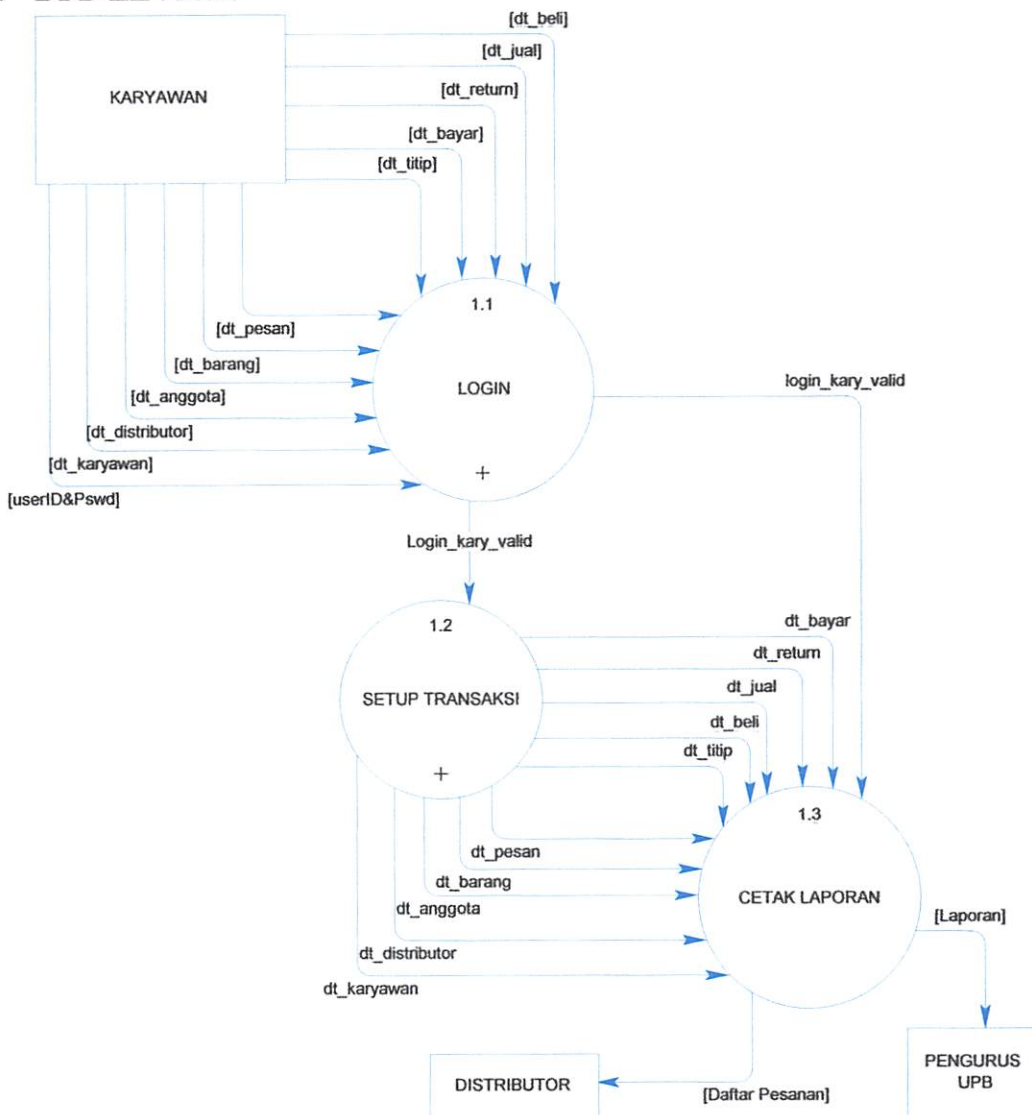 KARYAWAN
[dt_beli]
[dt_jual]
[dt_return]
[dt_bayar]
[dt_titip]
[dt_pesan]
[dt_barang]
[dt_anggota]
[dt_distributor]
[dt_karyawan]
[userID&Pswd]
1.1
LOGIN
+
login_kary_valid
Login_kary_valid
1.2
SETUP TRANSAKSI
+
dt_bayar
dt_return
dt_jual
dt_beli
dt_titip
dt_pesan
dt_barang
dt_anggota
dt_distributor
dt_karyawan
1.3
CETAK LAPORAN
[Laporan]
PENGURUS
UPB
DISTRIBUTOR
[Daftar Pesanan]